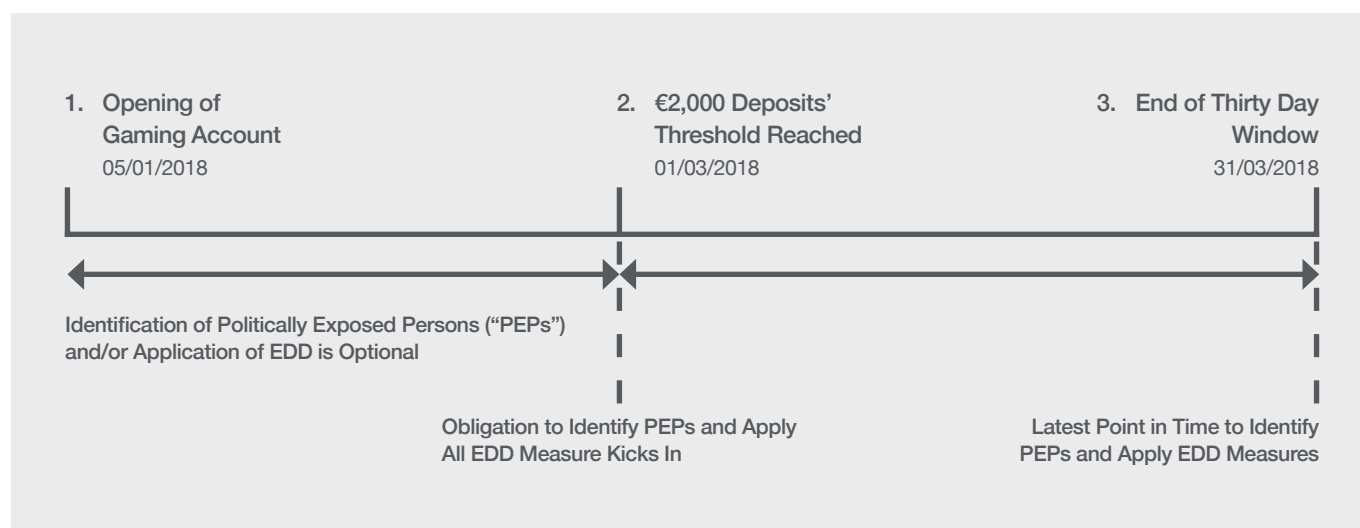 1. Opening of
Gaming Account
05/01/2018
2. €2,000 Deposits’
Threshold Reached
01/03/2018
3. End of Thirty Day
Window
31/03/2018
Identification of Politically Exposed Persons (“PEPs”)
and/or Application of EDD is Optional
Obligation to Identify PEPs and Apply
All EDD Measure Kicks In
Latest Point in Time to Identify
PEPs and Apply EDD Measures